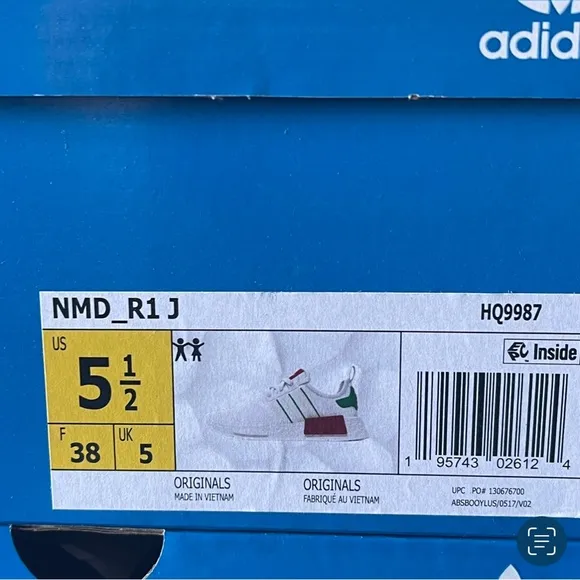 adid
NMD_R1 J
HQ9987
US
5 1/2
F 38
UK 5
Inside
1 95743 02612 4
ORIGINALS
MADE IN VIETNAM
ORIGINALS
FABRIQUÉ AU VIETNAM
UPC PO# 130676700
ABSBOOYLUS/0517/V02